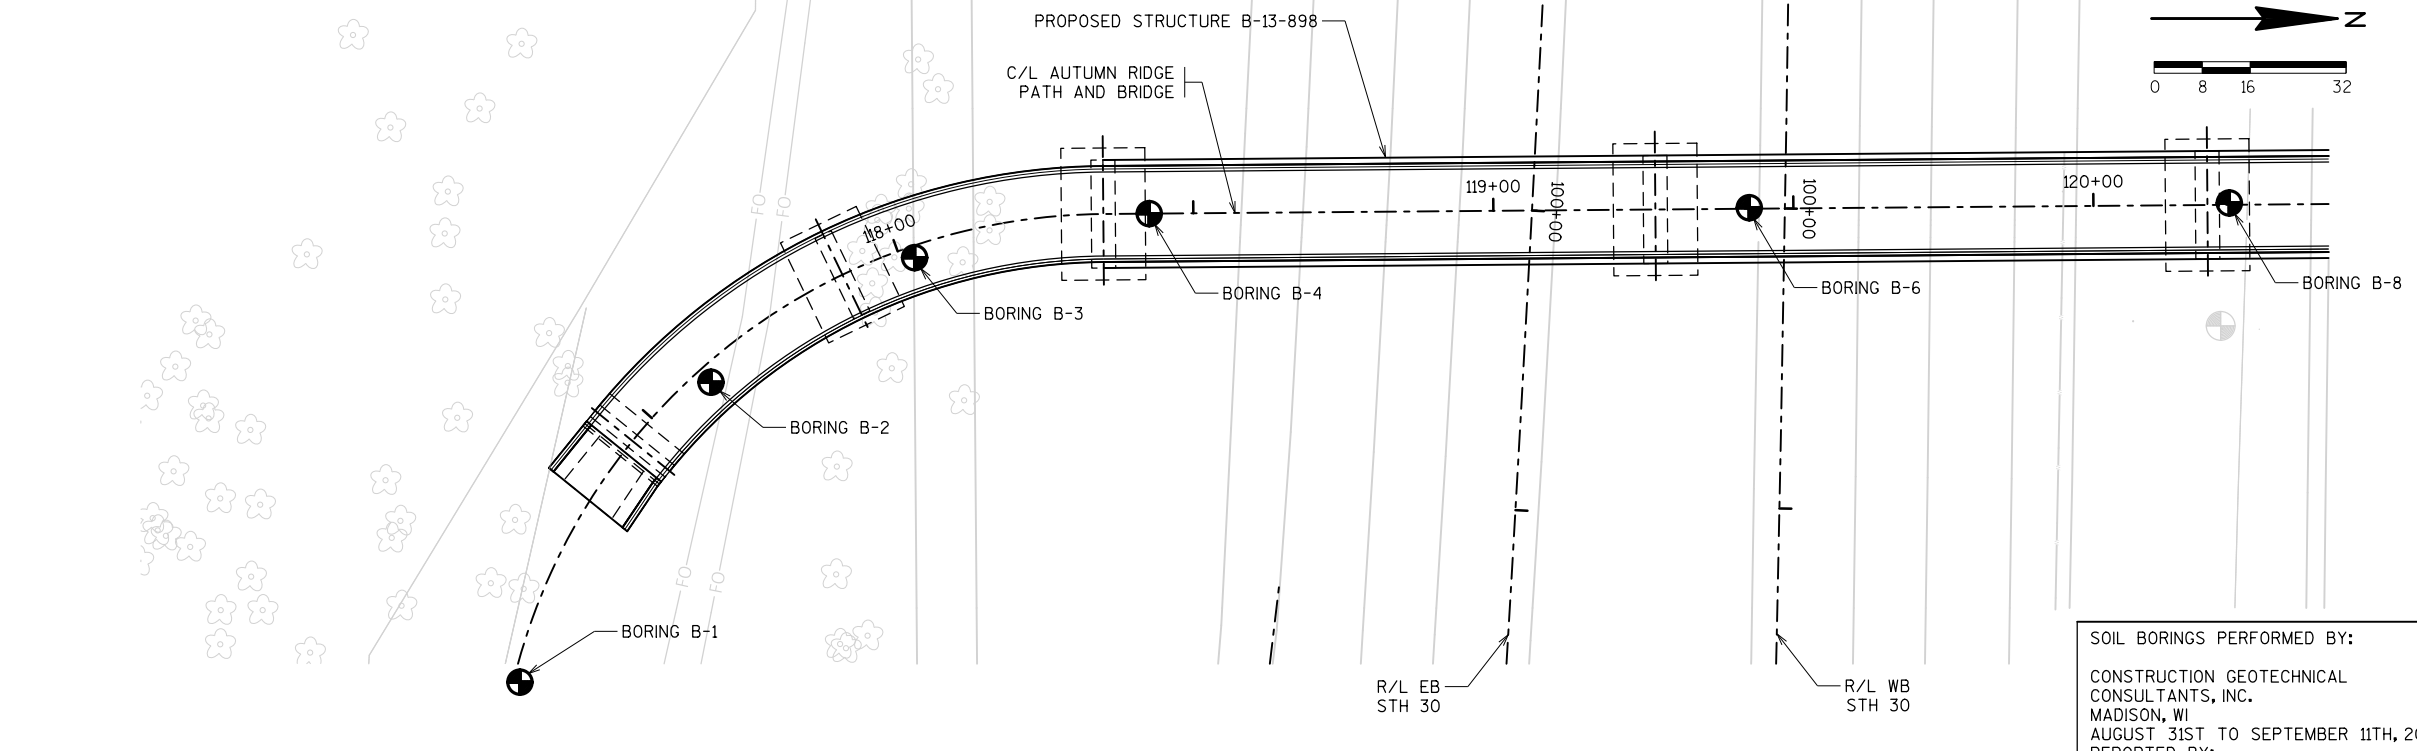 PROPOSED STRUCTURE B-13-898
N
C/L AUTUMN RIDGE
PATH AND BRIDGE
0 8 16 32
FO
FO
118+00
119+00
100+00
100+00
120+00
BORING B-3
BORING B-4
BORING B-6
BORING B-8
BORING B-2
FO
FO
BORING B-1
R/L EB
STH 30
R/L WB
STH 30
SOIL BORINGS PERFORMED BY:
CONSTRUCTION GEOTECHNICAL
CONSULTANTS, INC.
MADISON, WI
AUGUST 31ST TO SEPTEMBER 11TH,
REPORTED BY: